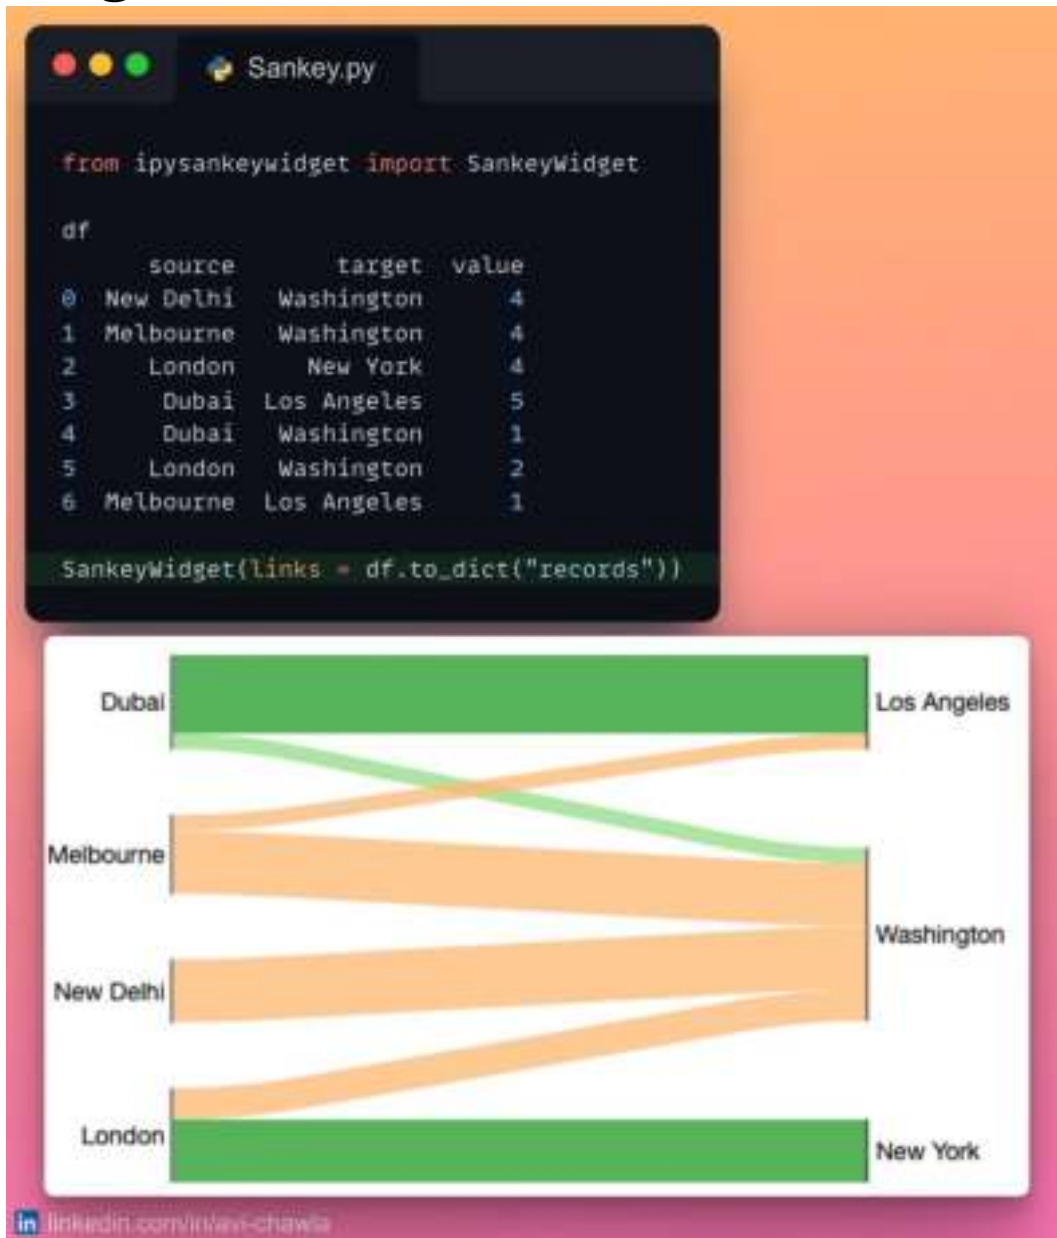 Sankey.py
from ipysankeywidget import SankeyWidget
df
source target value
0 New Delhi Washington 4
1 Melbourne Washington 4
2 London New York 4
3 Dubai Los Angeles 5
4 Dubai Washington 1
5 London Washington 2
6 Melbourne Los Angeles 1
SankeyWidget(links = df.to_dict("records"))
Dubai
Los Angeles
Melbourne
Washington
New Delhi
London
New York
in linkedin.com/in/avi-chawla